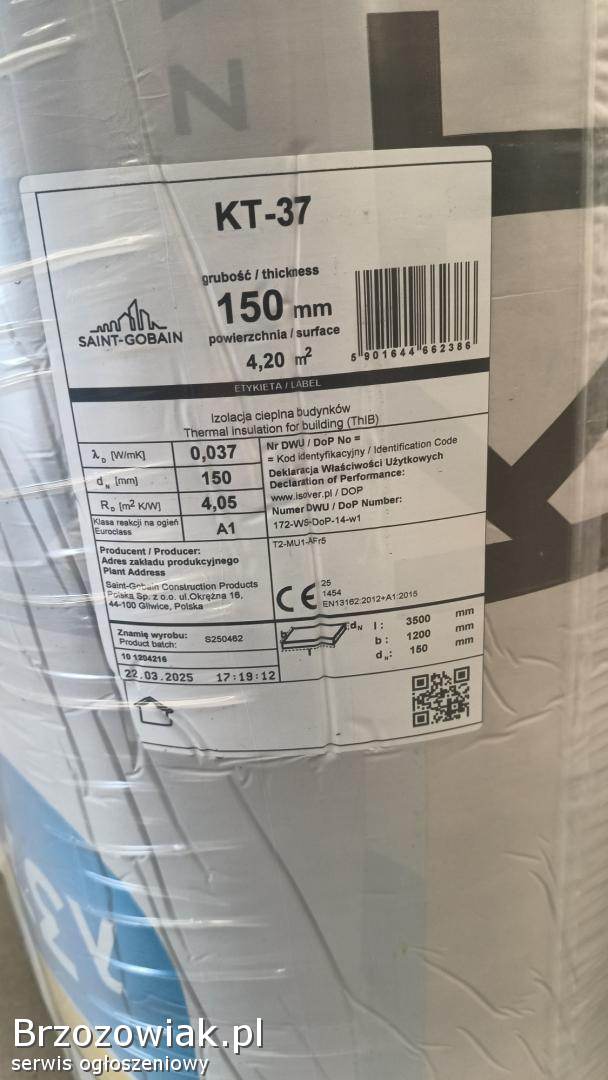 N
KT-37
grubość / thickness
150 mm
powierzchnia / surface
4,20 m²
SAINT-GOBAIN
5 901644 662386
ETYKIETA / LABEL
Izolacja cieplna budynków
Thermal insulation for building (ThIB)
λD [W/mK] 0,037
dN [mm] 150
RD [m² K/W] 4,05
Klasa reakcji na ogień
Euroclass A1
Nr DWU / DoP No =
= Kod identyfikacyjny / Identification Code
Deklaracja Właściwości Użytkowych
Declaration of Performance:
www.isover.pl / DOP
Numer DWU / DoP Number:
172-WS-DoP-14-w1
Producent / Producer:
Adres zakładu produkcyjnego
Plant Address
Saint-Gobain Construction Products
Polska Sp. z o.o. ul.Okrężna 16,
44-100 Gliwice, Polska
T2-MU1-AFr5
CE
25
1454
EN13162:2012+A1:2015
Znamię wyrobu: S250462
Product batch:
10 1204216
22.03.2025 17:19:12
b dN
l
l : 3500 mm
b : 1200 mm
dN: 150 mm
Brzozowiak.pl
serwis ogłoszeniowy